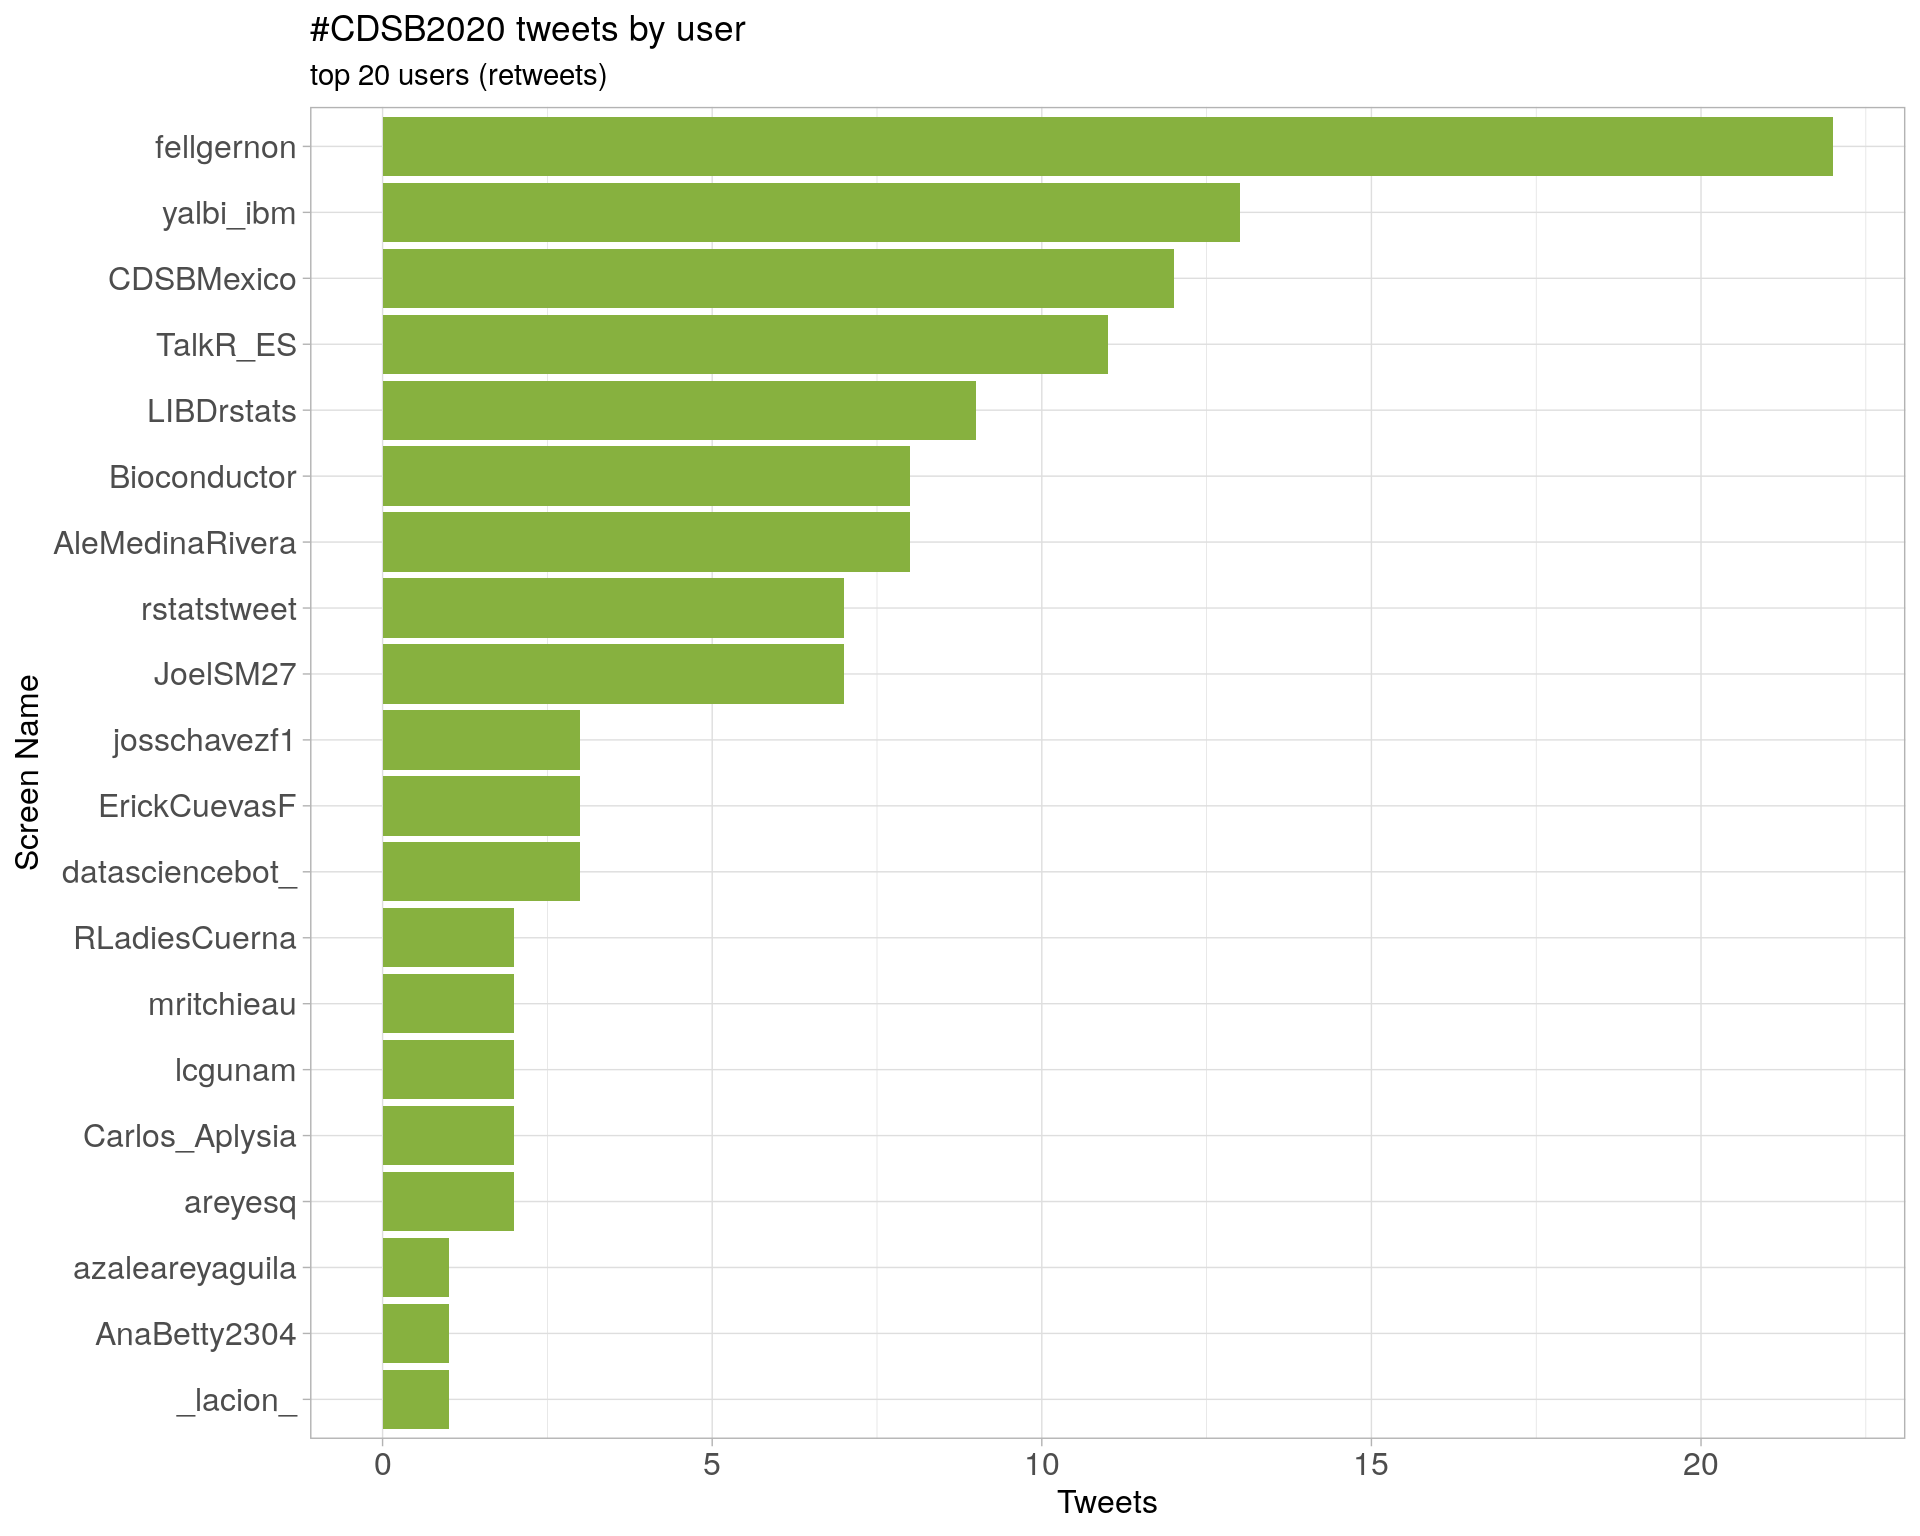 #CDSB2020 tweets by user
top 20 users (retweets)
Screen Name
fellgernon
yalbi_ibm
CDSBMexico
TalkR_ES
LIBDrstats
Bioconductor
AleMedinaRivera
rstatstweet
JoelSM27
josschavezf1
ErickCuevasF
datasciencebot_
RLadiesCuerna
mritchieau
lcgunam
Carlos_Aplysia
areyesq
azaleareyaguila
AnaBetty2304
_lacion_
0 5 10 15 20
Tweets